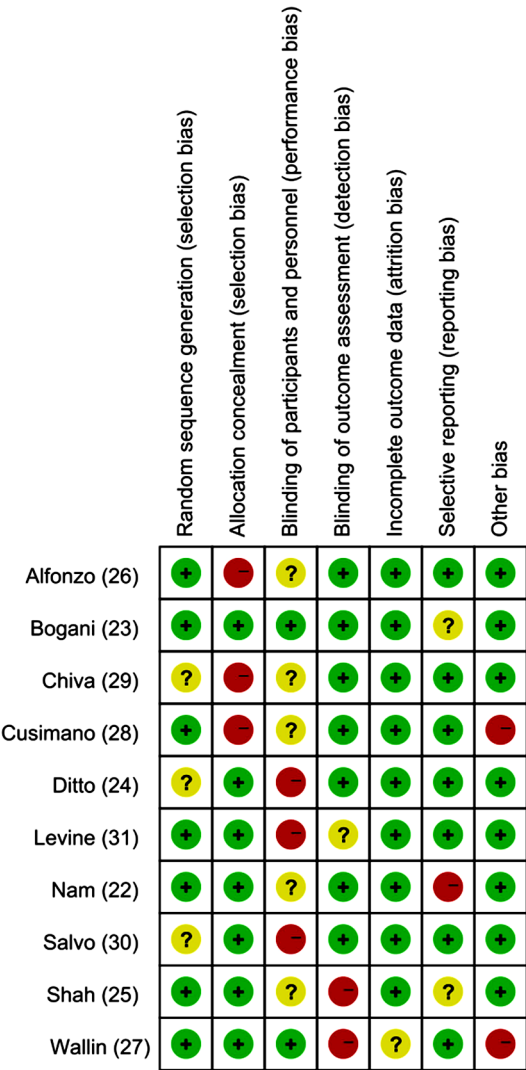 Random sequence generation (selection bias)
Allocation concealment (selection bias)
Blinding of participants and personnel (performance bias)
Blinding of outcome assessment (detection bias)
Incomplete outcome data (attrition bias)
Selective reporting (reporting bias)
Other bias
Alfonzo (26) + - ? + + + +
Bogani (23) + + + + + ? +
Chiva (29) ? - ? + + + +
Cusimano (28) + - ? + + + -
Ditto (24) ? + - + + + +
Levine (31) + + - ? + + +
Nam (22) + + ? + + - +
Salvo (30) ? + - + + + +
Shah (25) + + ? - + ? +
Wallin (27) + + + - ? + -